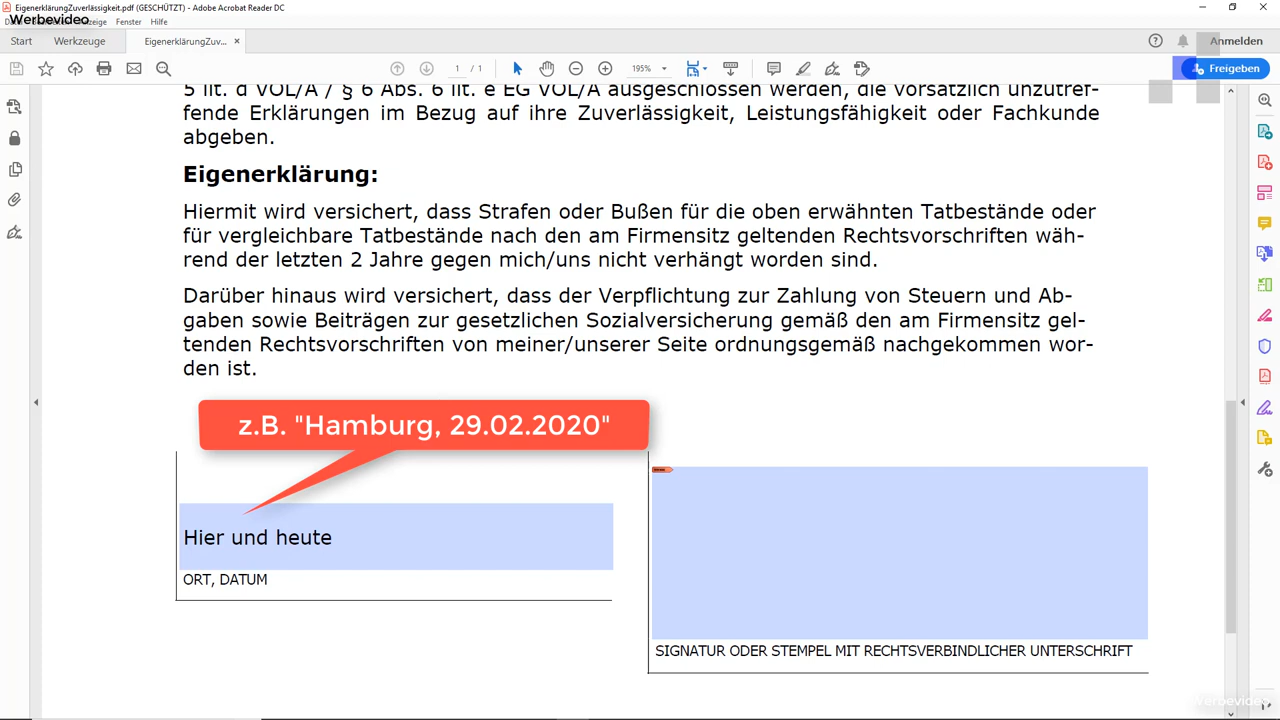 EigenerklärungZuverlässigkeit.pdf (GESCHÜTZT) - Adobe Acrobat Reader DC
Werbevideo
Fenster Hilfe
Start Werkzeuge EigenerklärungZuv... × Anmelden
1 / 1 195% Freigeben
5 lit. d VOL/A / § 6 Abs. 6 lit. e EG VOL/A ausgeschlossen werden, die vorsätzlich unzutref-
fende Erklärungen im Bezug auf ihre Zuverlässigkeit, Leistungsfähigkeit oder Fachkunde
abgeben.
Eigenerklärung:
Hiermit wird versichert, dass Strafen oder Bußen für die oben erwähnten Tatbestände oder
für vergleichbare Tatbestände nach den am Firmensitz geltenden Rechtsvorschriften wäh-
rend der letzten 2 Jahre gegen mich/uns nicht verhängt worden sind.
Darüber hinaus wird versichert, dass der Verpflichtung zur Zahlung von Steuern und Ab-
gaben sowie Beiträgen zur gesetzlichen Sozialversicherung gemäß den am Firmensitz gel-
tenden Rechtsvorschriften von meiner/unserer Seite ordnungsgemäß nachgekommen wor-
den ist.
z.B. "Hamburg, 29.02.2020"
Hier und heute
ORT, DATUM
SIGNATUR ODER STEMPEL MIT RECHTSVERBINDLICHER UNTERSCHRIFT
Werbevideo